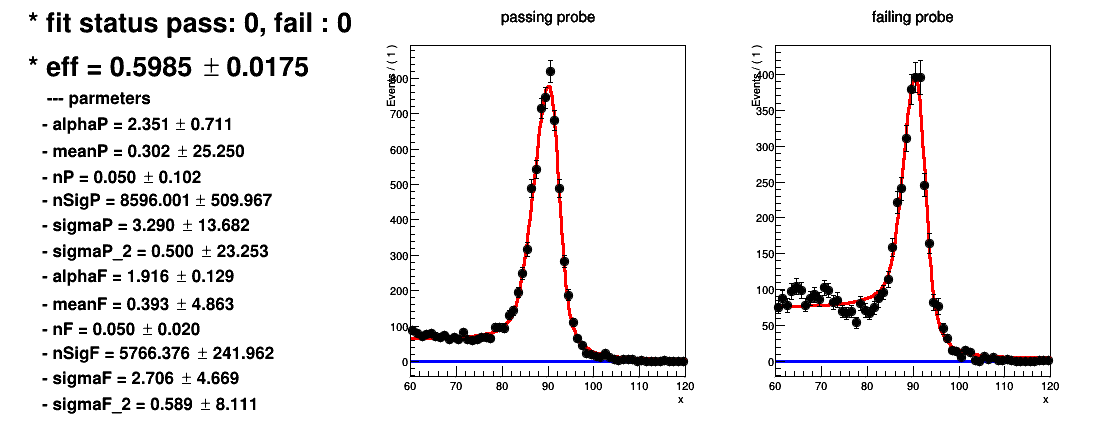 * fit status pass: 0, fail : 0
* eff = 0.5985 ± 0.0175
--- parmeters
- alphaP = 2.351 ± 0.711
- meanP = 0.302 ± 25.250
- nP = 0.050 ± 0.102
- nSigP = 8596.001 ± 509.967
- sigmaP = 3.290 ± 13.682
- sigmaP_2 = 0.500 ± 23.253
- alphaF = 1.916 ± 0.129
- meanF = 0.393 ± 4.863
- nF = 0.050 ± 0.020
- nSigF = 5766.376 ± 241.962
- sigmaF = 2.706 ± 4.669
- sigmaF_2 = 0.589 ± 8.111
passing probe
Events / ( 1 )
800
700
600
500
400
300
200
100
0
60 70 80 90 100 110 120
x
failing probe
Events / ( 1 )
400
350
300
250
200
150
100
50
0
60 70 80 90 100 110 120
x